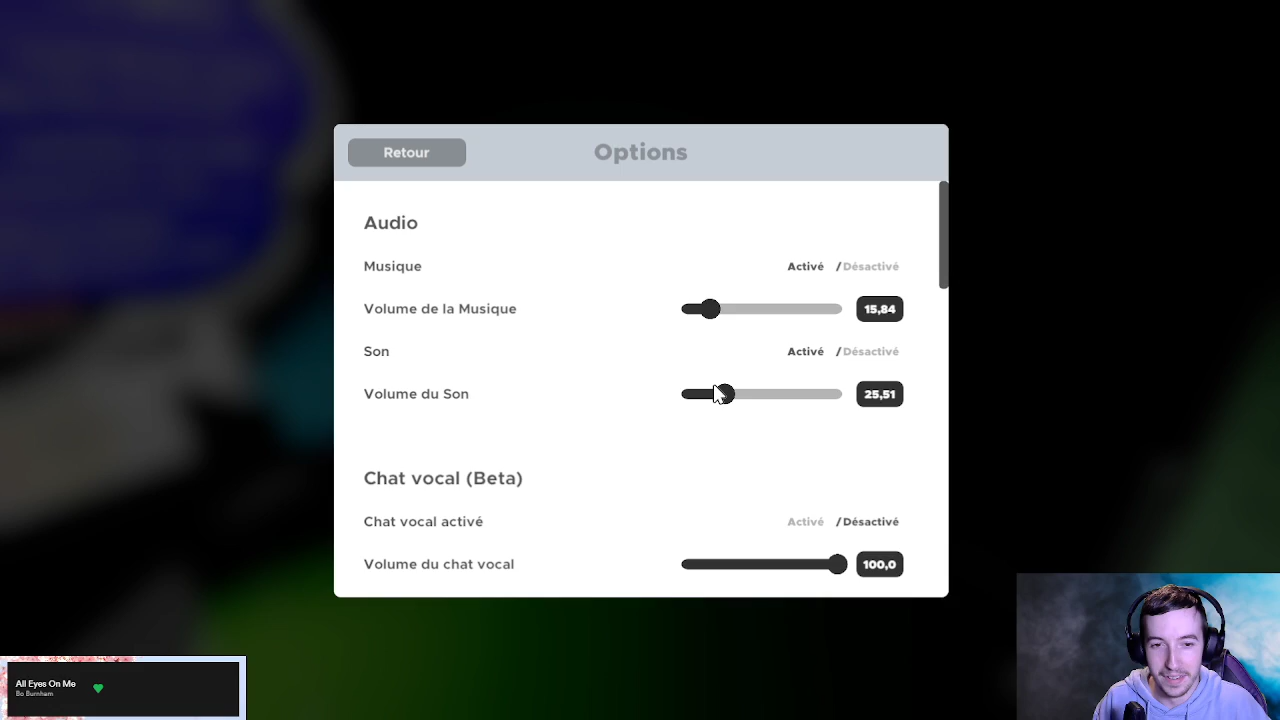 Retour
Options
Audio
Musique Activé / Désactivé
Volume de la Musique 15,84
Son Activé / Désactivé
Volume du Son 25,51
Chat vocal (Beta)
Chat vocal activé Activé / Désactivé
Volume du chat vocal 100,0
All Eyes On Me
Bo Burnham